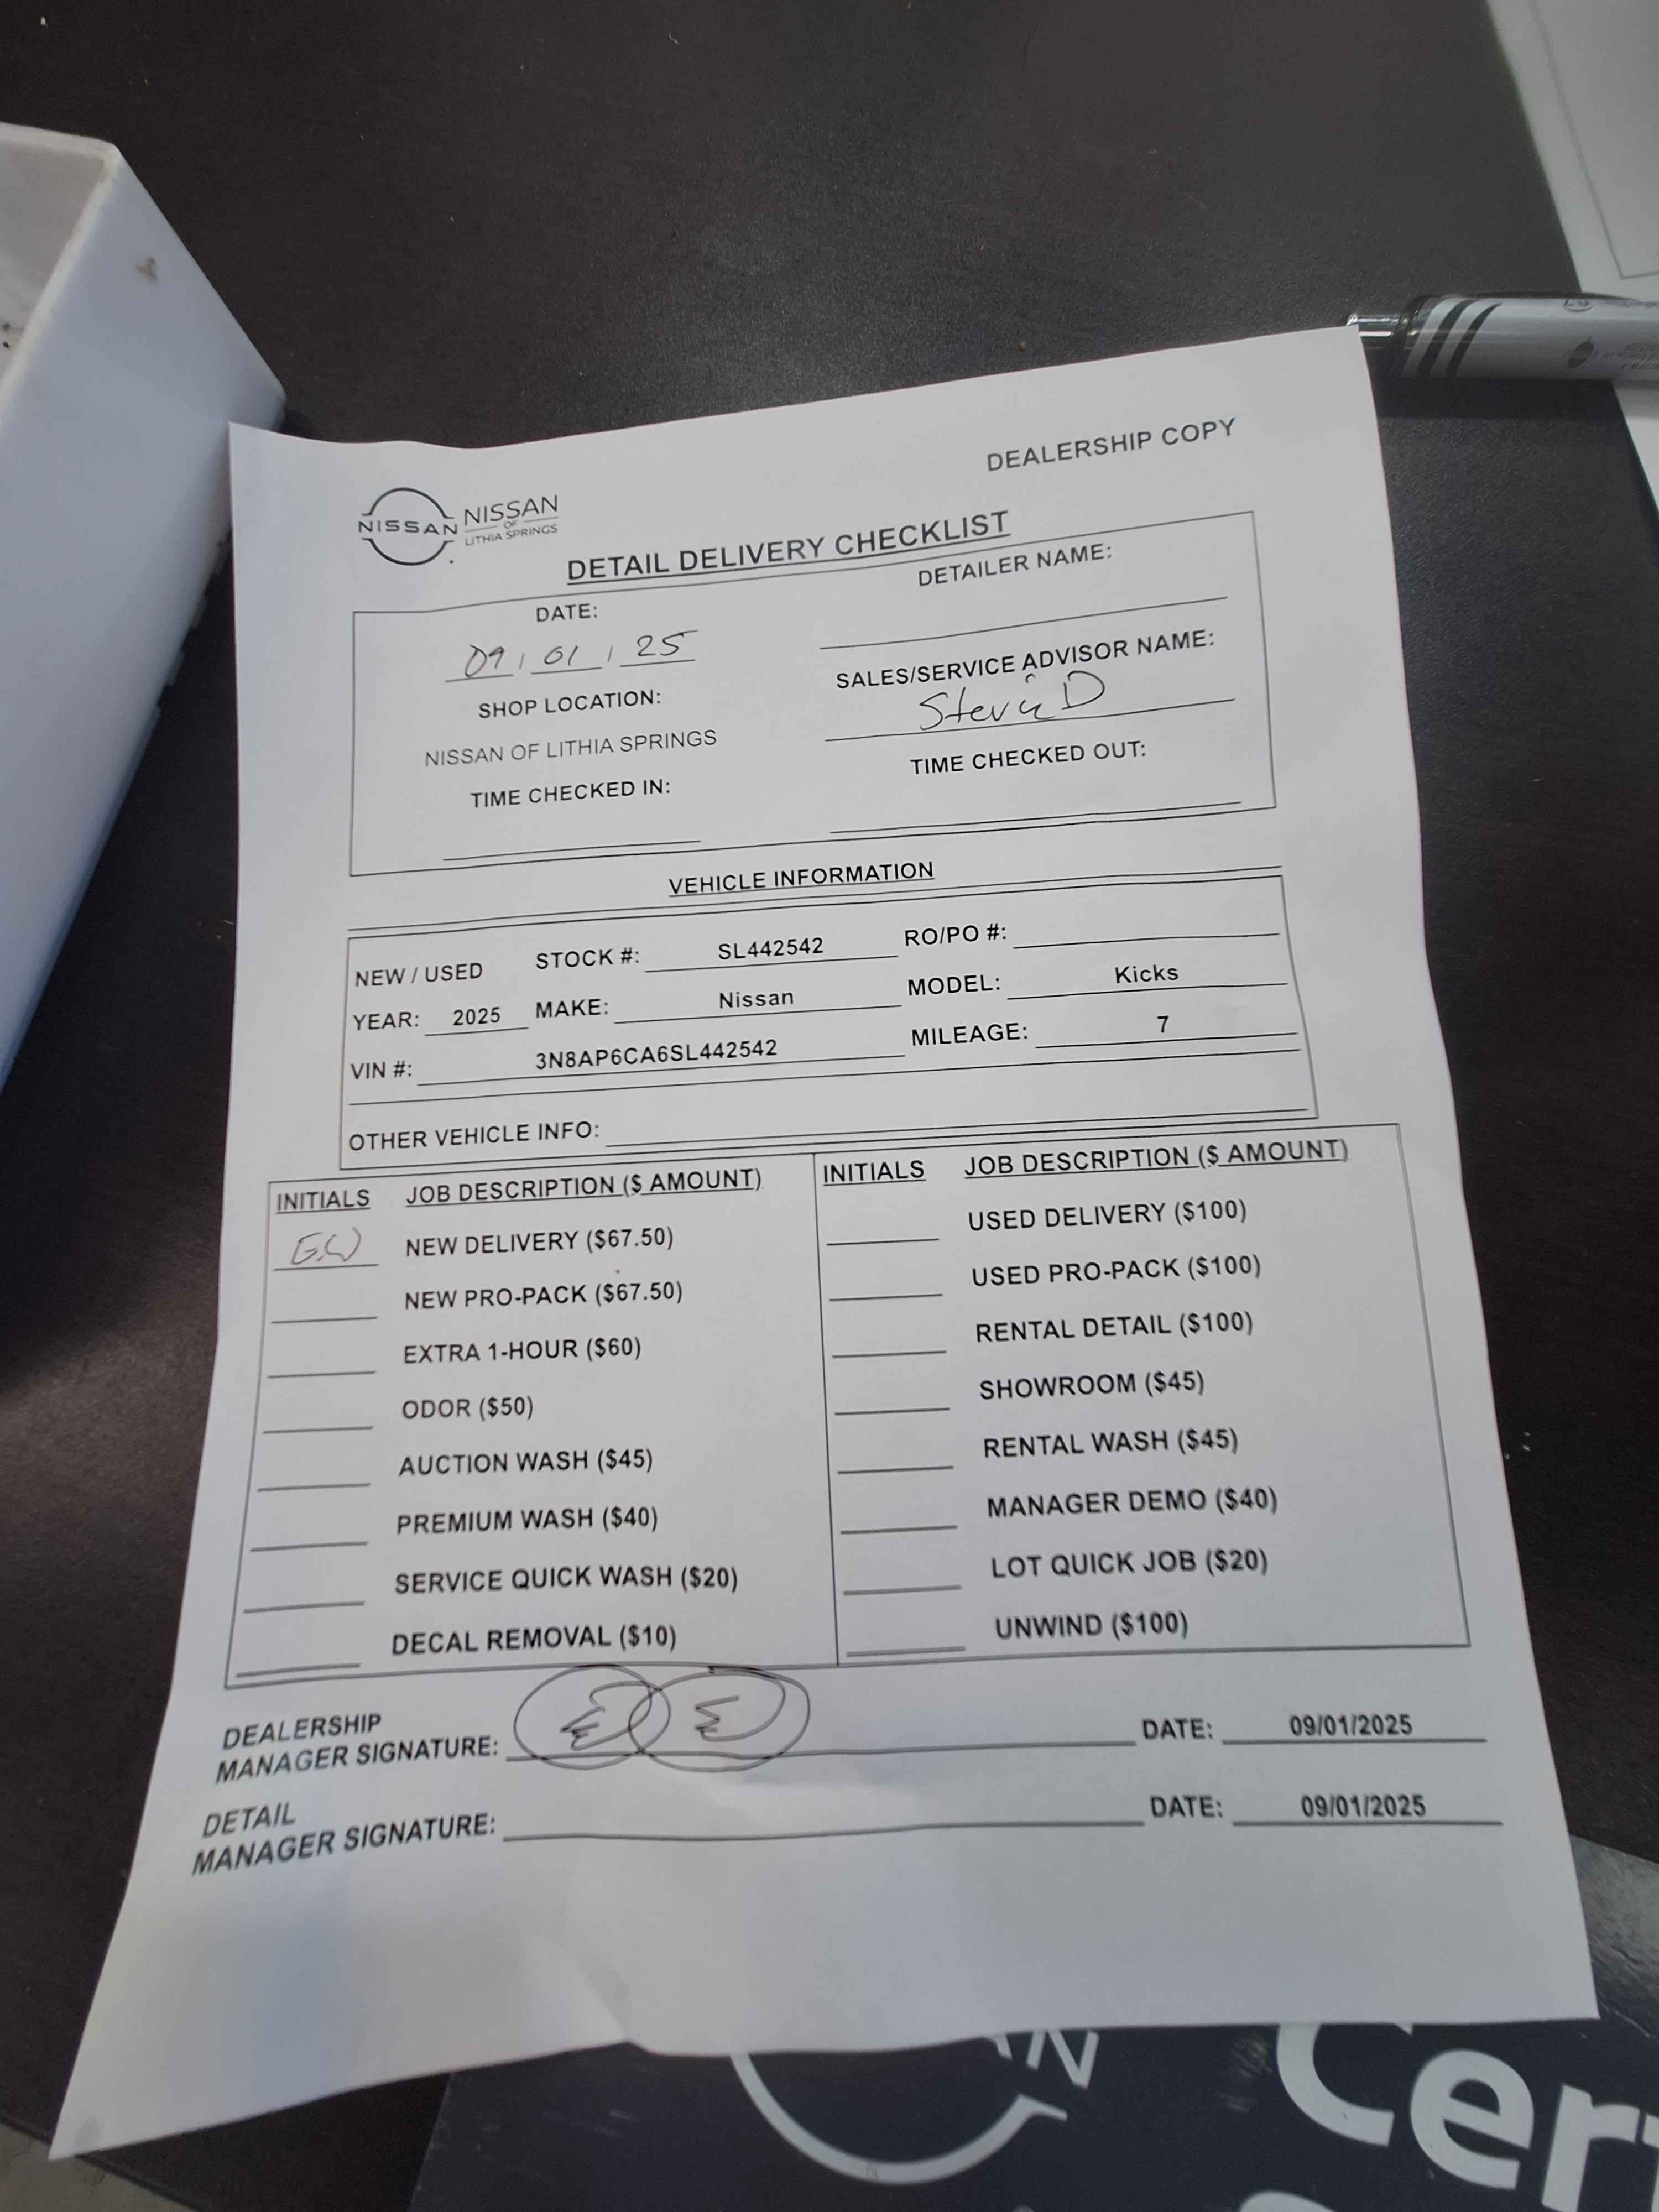 DEALERSHIP COPY
NISSAN
NISSAN
OF
LITHIA SPRINGS
DETAIL DELIVERY CHECKLIST
DATE:
DETAILER NAME:
09 / 01 / 25
SHOP LOCATION:
SALES/SERVICE ADVISOR NAME:
D
NISSAN OF LITHIA SPRINGS
TIME CHECKED IN:
TIME CHECKED OUT:
VEHICLE INFORMATION
NEW / USED STOCK #: SL442542 RO/PO #:
YEAR: 2025 MAKE: Nissan MODEL: Kicks
VIN #: 3N8AP6CA6SL442542 MILEAGE: 7
OTHER VEHICLE INFO:
INITIALS JOB DESCRIPTION ($ AMOUNT)
NEW DELIVERY ($67.50)
NEW PRO-PACK ($67.50)
EXTRA 1-HOUR ($60)
ODOR ($50)
AUCTION WASH ($45)
PREMIUM WASH ($40)
SERVICE QUICK WASH ($20)
DECAL REMOVAL ($10)
INITIALS JOB DESCRIPTION ($ AMOUNT)
USED DELIVERY ($100)
USED PRO-PACK ($100)
RENTAL DETAIL ($100)
SHOWROOM ($45)
RENTAL WASH ($45)
MANAGER DEMO ($40)
LOT QUICK JOB ($20)
UNWIND ($100)
DEALERSHIP
MANAGER SIGNATURE: DATE: 09/01/2025
DETAIL
MANAGER SIGNATURE: DATE: 09/01/2025
Cer